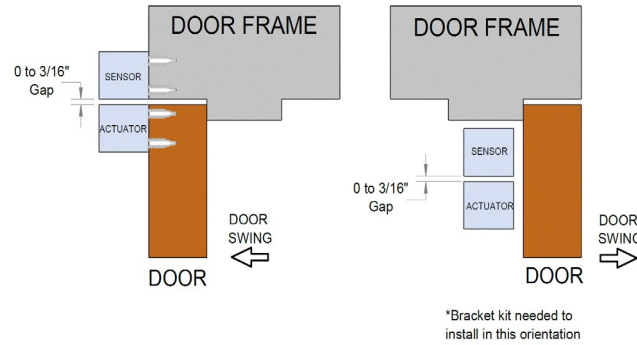 DOOR FRAME
SENSOR
0 to 3/16"
Gap
ACTUATOR
DOOR
SWING
DOOR
DOOR FRAME
SENSOR
0 to 3/16"
Gap
ACTUATOR
DOOR
SWING
DOOR
*Bracket kit needed to
install in this orientation